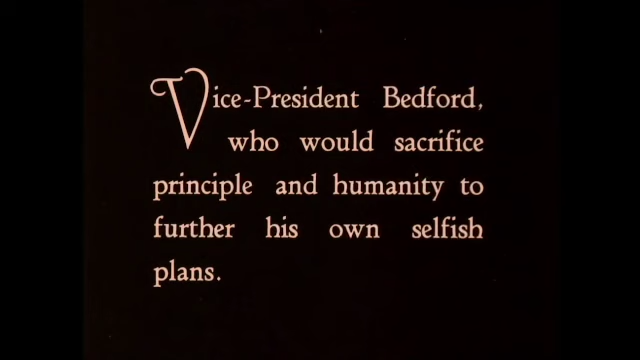 Vice-President Bedford,
who would sacrifice
principle and humanity to
further his own selfish
plans.